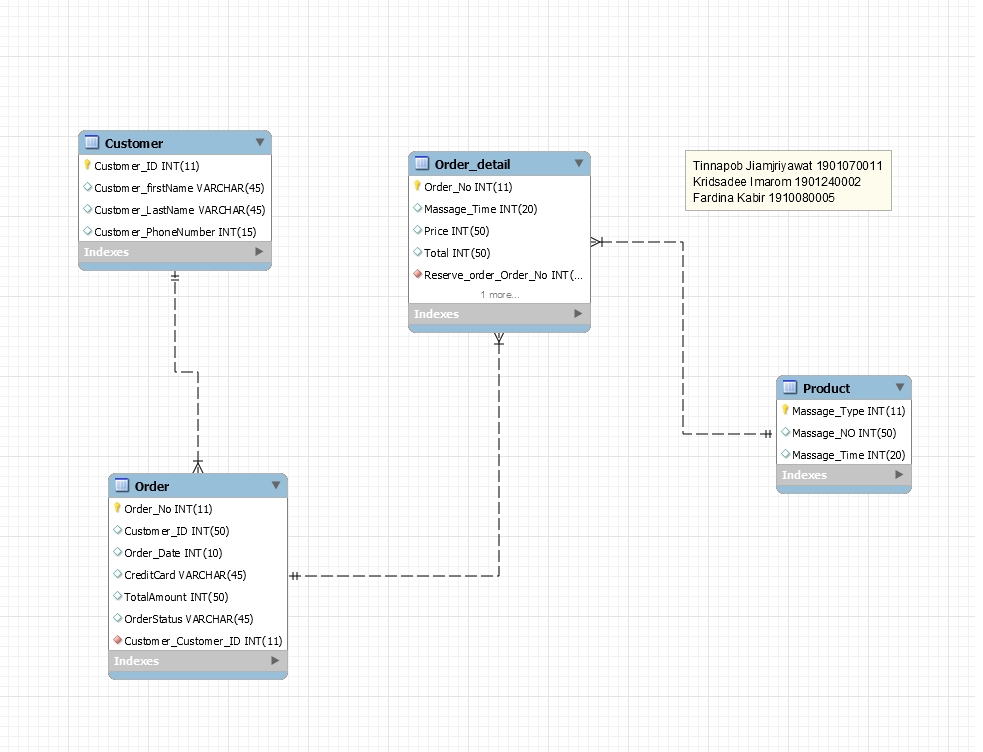 Customer
Customer_ID INT(11)
Customer_firstName VARCHAR(45)
Customer_LastName VARCHAR(45)
Customer_PhoneNumber INT(15)
Indexes
Order_detail
Order_No INT(11)
Massage_Time INT(20)
Price INT(50)
Total INT(50)
Reserve_order_Order_No INT(...
1 more...
Indexes
Tinnapob Jiamjriyawat 1901070011
Kridsadee Imarom 1901240002
Fardina Kabir 1910080005
Product
Massage_Type INT(11)
Massage_NO INT(50)
Massage_Time INT(20)
Indexes
Order
Order_No INT(11)
Customer_ID INT(50)
Order_Date INT(10)
CreditCard VARCHAR(45)
TotalAmount INT(50)
OrderStatus VARCHAR(45)
Customer_Customer_ID INT(11)
Indexes